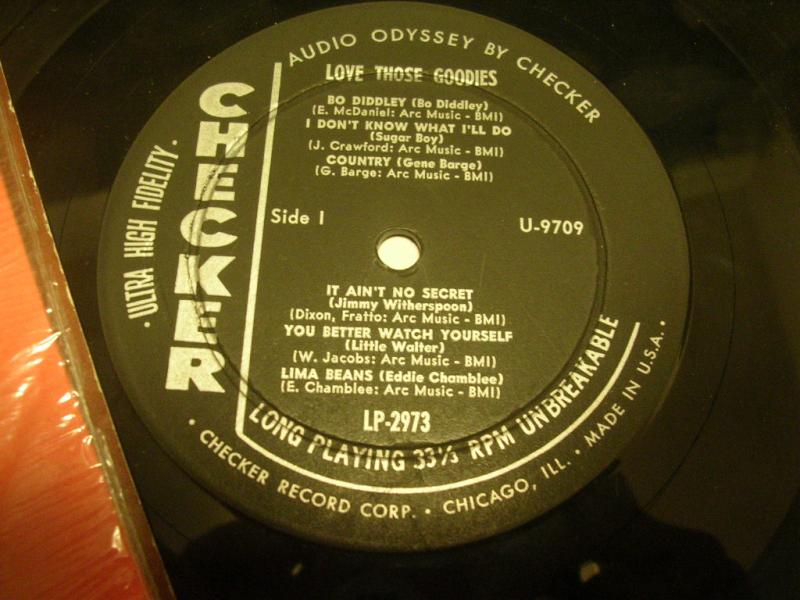 AUDIO ODYSSEY BY CHECKER
LOVE THOSE GOODIES
BO DIDDLEY (Bo Diddley)
(E. McDaniel: Arc Music - BMI)
I DON'T KNOW WHAT I'LL DO
(Sugar Boy)
(J. Crawford: Arc Music - BMI)
COUNTRY (Gene Barge)
(G. Barge: Arc Music - BMI)
· ULTRA HIGH FIDELITY ·
CHECKER
Side 1
U-9709
IT AIN'T NO SECRET
(Jimmy Witherspoon)
(Dixon, Fratto: Arc Music - BMI)
YOU BETTER WATCH YOURSELF
(Little Walter)
(W. Jacobs: Arc Music - BMI)
LIMA BEANS (Eddie Chamblee)
(E. Chamblee: Arc Music - BMI)
LP-2973
LONG PLAYING 33⅓ RPM UNBREAKABLE
· CHECKER RECORD CORP. · CHICAGO, ILL. · MADE IN U.S.A. ·